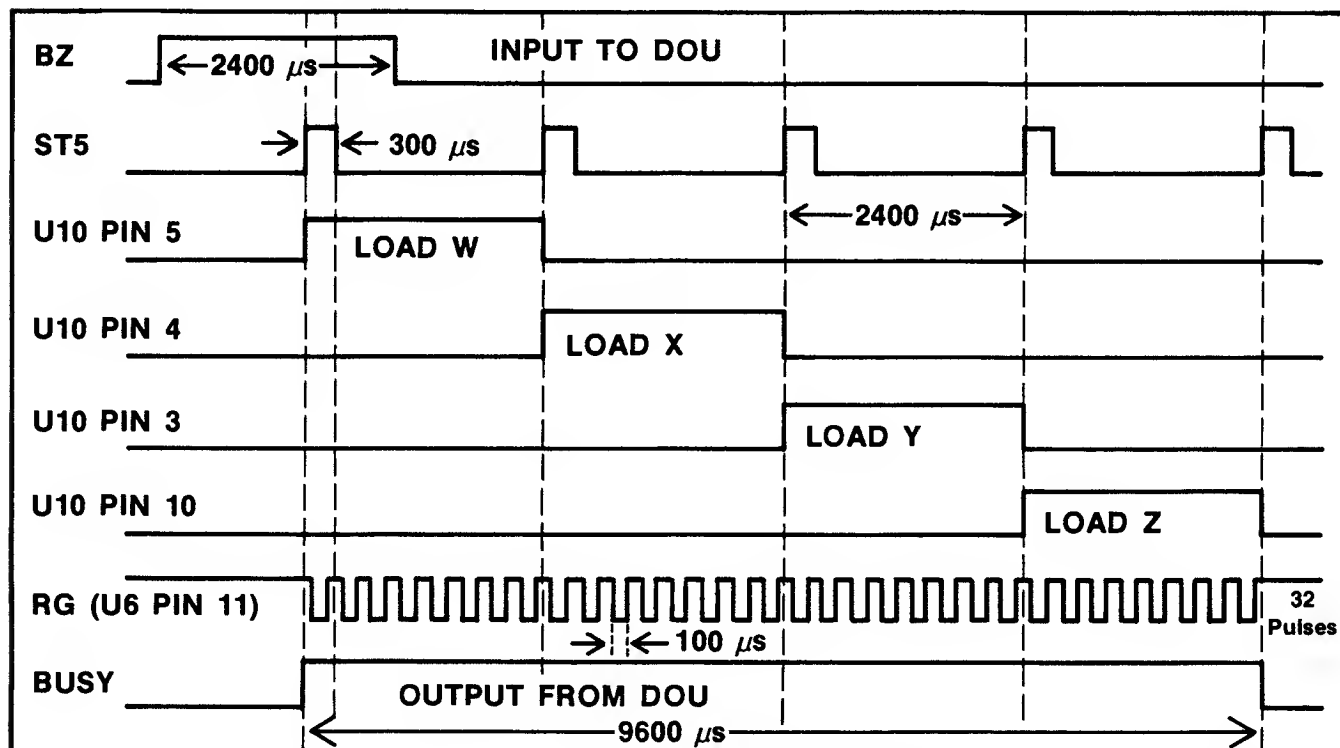 BZ
2400 µs
INPUT TO DOU
ST5
300 µs
2400 µs
U10 PIN 5
LOAD W
U10 PIN 4
LOAD X
U10 PIN 3
LOAD Y
U10 PIN 10
LOAD Z
RG (U6 PIN 11)
32
Pulses
100 µs
BUSY
OUTPUT FROM DOU
9600 µs